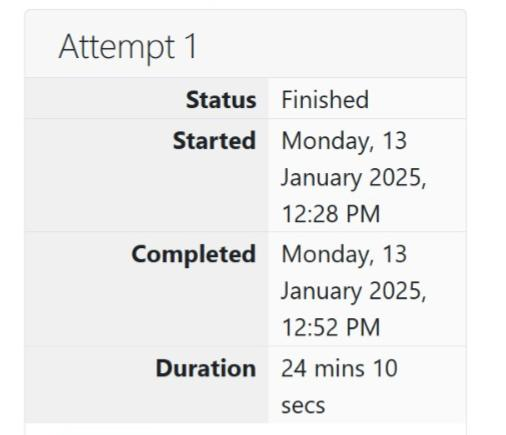 Attempt 1
Status Finished
Started Monday, 13
January 2025,
12:28 PM
Completed Monday, 13
January 2025,
12:52 PM
Duration 24 mins 10
secs